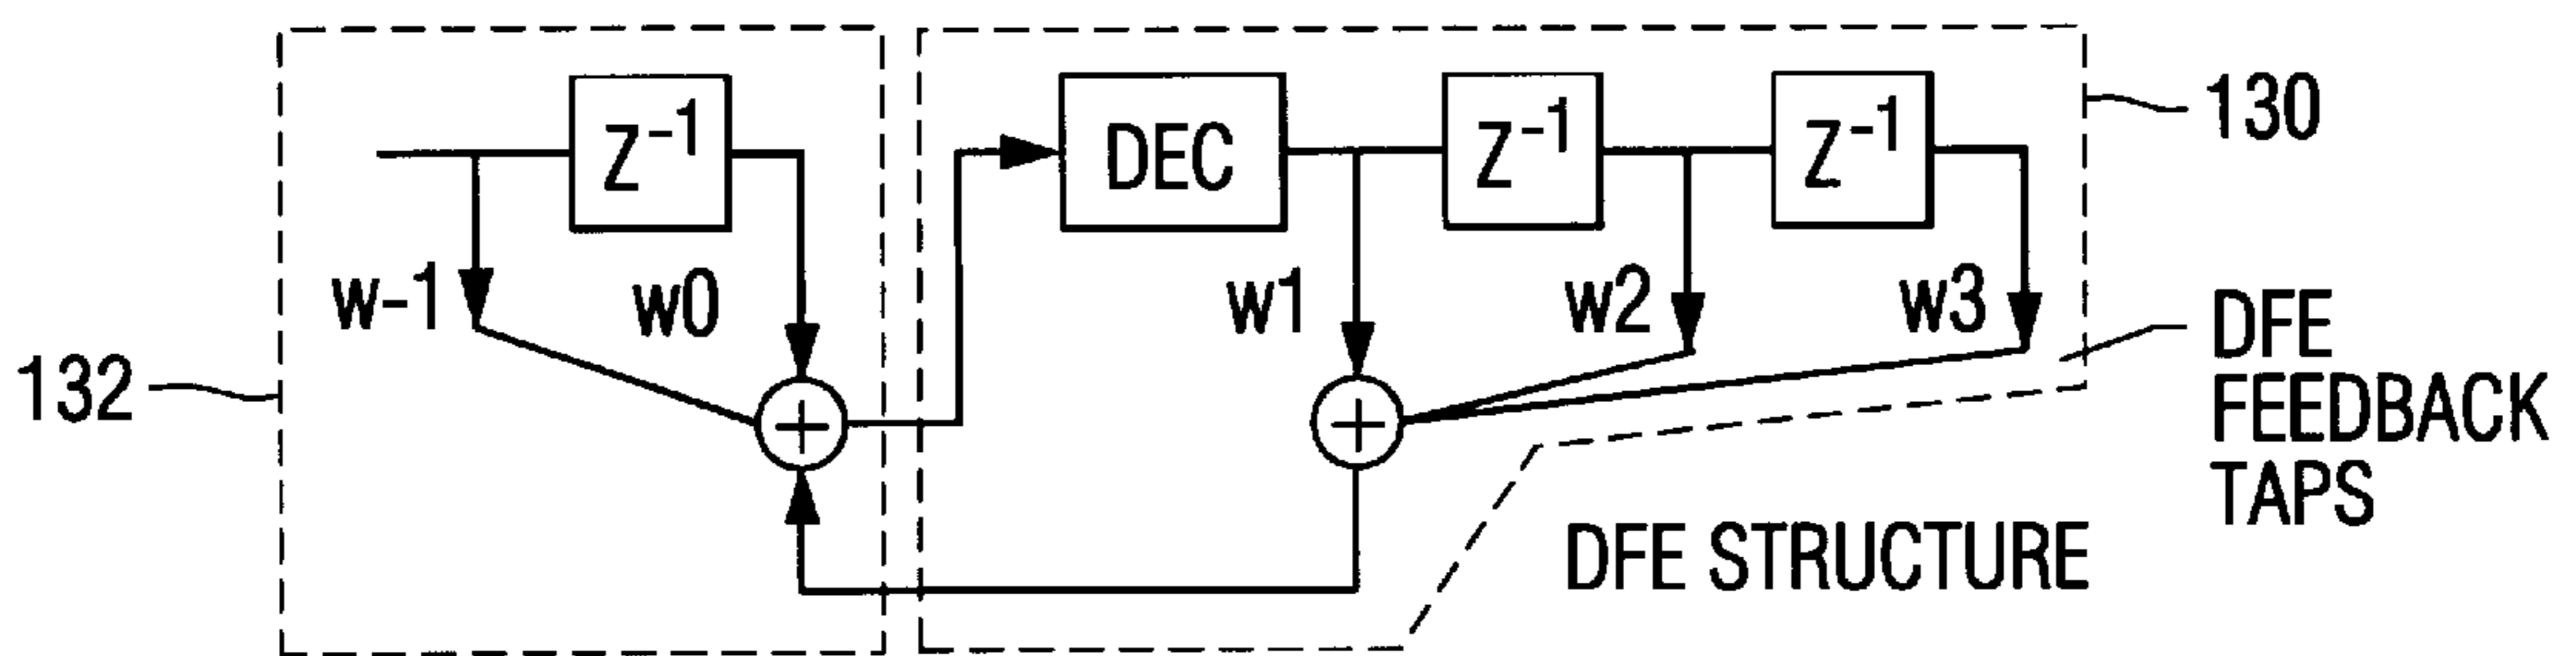 Z⁻¹
DEC
Z⁻¹
Z⁻¹
130
w-1
w0
w1
w2
w3
132
DFE
FEEDBACK
TAPS
DFE STRUCTURE